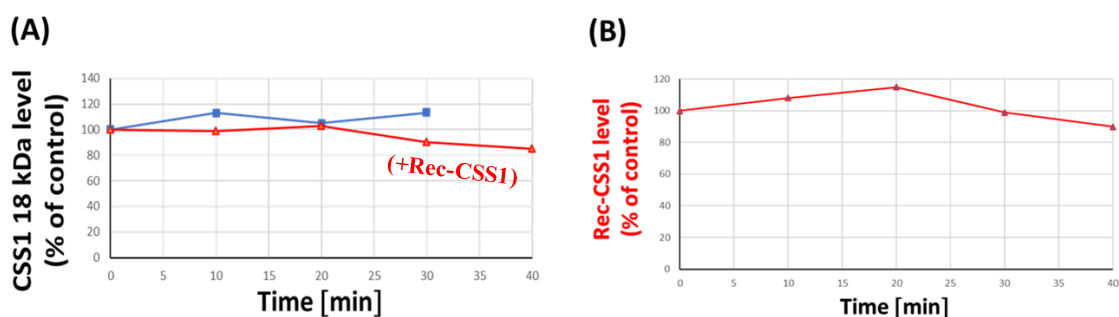 (A)
CSS1 18 kDa level
(% of control)
140
120
100
80
60
40
20
0
(+Rec-CSS1)
0 5 10 15 20 25 30 35 40
Time [min]
(B)
Rec-CSS1 level
(% of control)
120
100
80
60
40
20
0
0 5 10 15 20 25 30 35 40
Time [min]